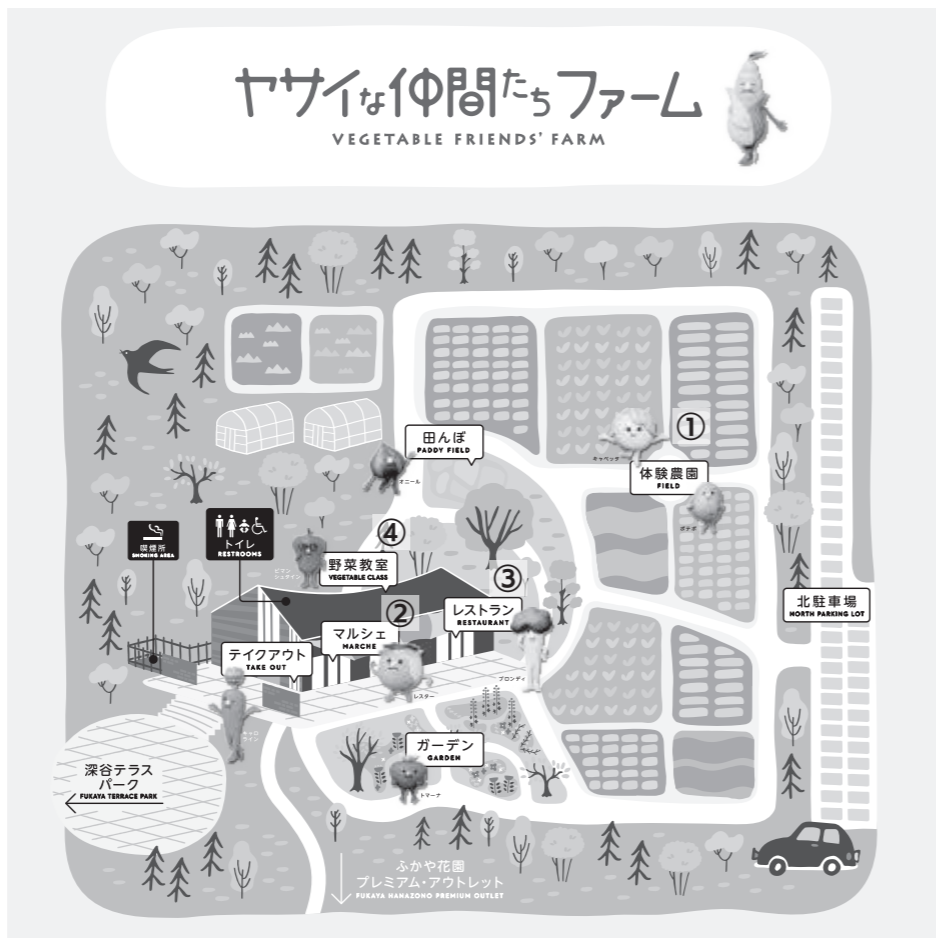 ヤサイな仲間たちファーム
VEGETABLE FRIENDS' FARM
田んぼ
PADDY FIELD
オニール
①
キャベッタ
体験農園
FIELD
ポテポ
喫煙所
SMOKING AREA
トイレ
RESTROOMS
④
野菜教室
VEGETABLE CLASS
③
レストラン
RESTAURANT
②
マルシェ
MARCHE
北駐車場
NORTH PARKING LOT
テイクアウト
TAKE OUT
レスター
ブロンディ
ガーデン
GARDEN
トマーナ
深谷テラス
パーク
FUKAYA TERRACE PARK
ふかや花園
プレミアム・アウトレット
FUKAYA HANAZONO PREMIUM OUTLET